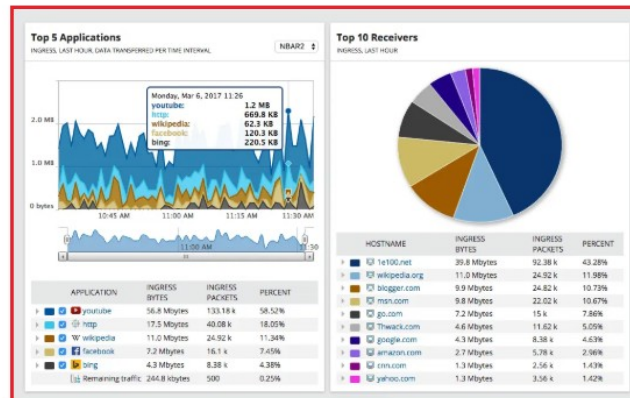 Top 5 Applications
INGRESS, LAST HOUR, DATA TRANSFERRED PER TIME INTERVAL
NBAR2
Monday, Mar 6, 2017 11:26
youtube: 1.2 MB
http: 669.8 KB
wikipedia: 62.3 KB
facebook: 120.3 KB
bing: 220.5 KB
2.0 MB
1.0 MB
0 bytes
10:45 AM 11:00 AM 11:15 AM 11:30 AM
11:00 AM 11:30
APPLICATION INGRESS BYTES INGRESS PACKETS PERCENT
youtube 56.8 Mbytes 133.18 k 58.52%
http 17.5 Mbytes 40.08 k 18.05%
W wikipedia 11.0 Mbytes 24.92 k 11.34%
facebook 7.2 Mbytes 16.1 k 7.45%
bing 4.3 Mbytes 8.38 k 4.38%
Remaining traffic 244.8 kbytes 500 0.25%
Top 10 Receivers
INGRESS, LAST HOUR
HOSTNAME INGRESS BYTES INGRESS PACKETS PERCENT
1e100.net 39.8 Mbytes 92.38 k 43.28%
wikipedia.org 11.0 Mbytes 24.92 k 11.98%
blogger.com 9.9 Mbytes 24.82 k 10.73%
msn.com 9.8 Mbytes 22.02 k 10.67%
go.com 7.2 Mbytes 15 k 7.86%
Thwack.com 4.6 Mbytes 11.62 k 5.05%
google.com 4.3 Mbytes 8.38 k 4.63%
amazon.com 2.7 Mbytes 5.78 k 2.96%
cnn.com 1.3 Mbytes 2.56 k 1.43%
yahoo.com 1.3 Mbytes 3.56 k 1.42%